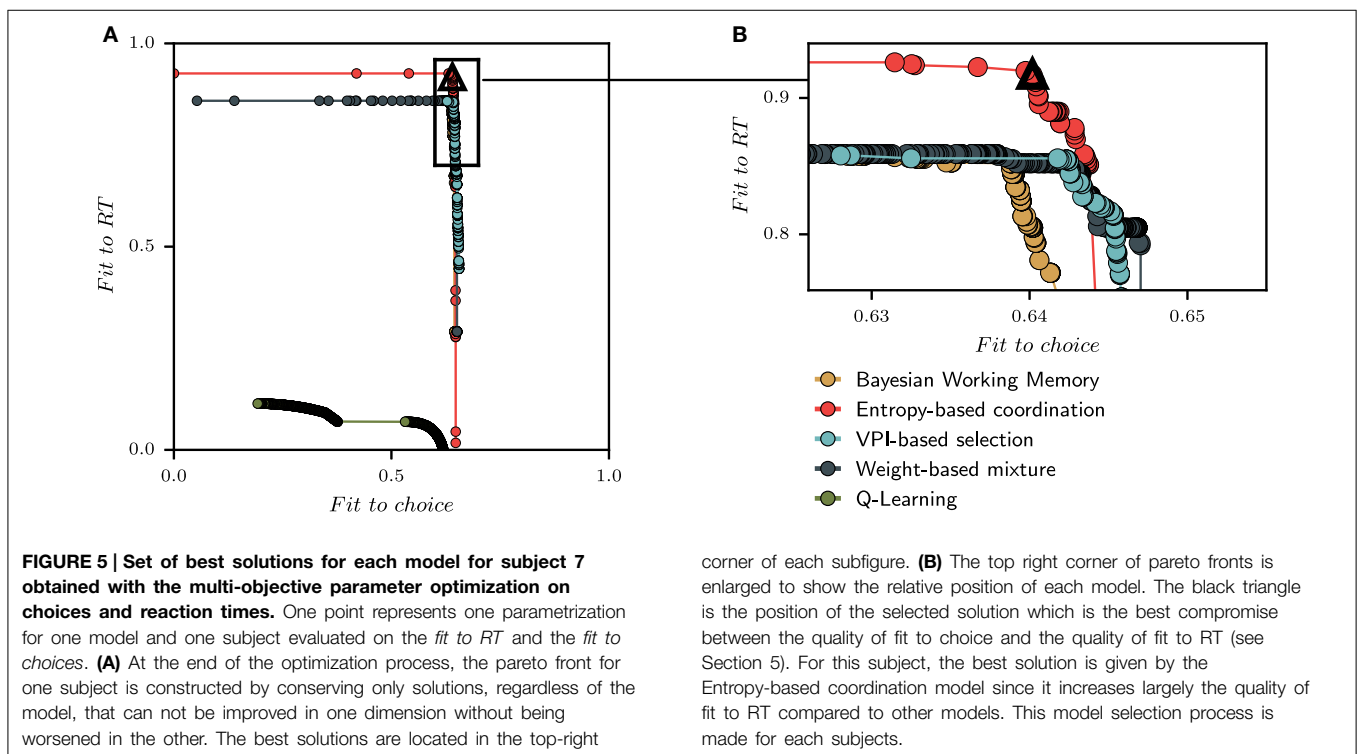 A
1.0
0.5
0.0
Fit to RT
0.0
0.5
1.0
Fit to choice
B
0.9
0.8
Fit to RT
0.63
0.64
0.65
Fit to choice
Bayesian Working Memory
Entropy-based coordination
VPI-based selection
Weight-based mixture
Q-Learning
FIGURE 5 | Set of best solutions for each model for subject 7
obtained with the multi-objective parameter optimization on
choices and reaction times. One point represents one parametrization
for one model and one subject evaluated on the fit to RT and the fit to
choices. (A) At the end of the optimization process, the pareto front for
one subject is constructed by conserving only solutions, regardless of the
model, that can not be improved in one dimension without being
worsened in the other. The best solutions are located in the top-right
corner of each subfigure. (B) The top right corner of pareto fronts is
enlarged to show the relative position of each model. The black triangle
is the position of the selected solution which is the best compromise
between the quality of fit to choice and the quality of fit to RT (see
Section 5). For this subject, the best solution is given by the
Entropy-based coordination model since it increases largely the quality of
fit to RT compared to other models. This model selection process is
made for each subjects.